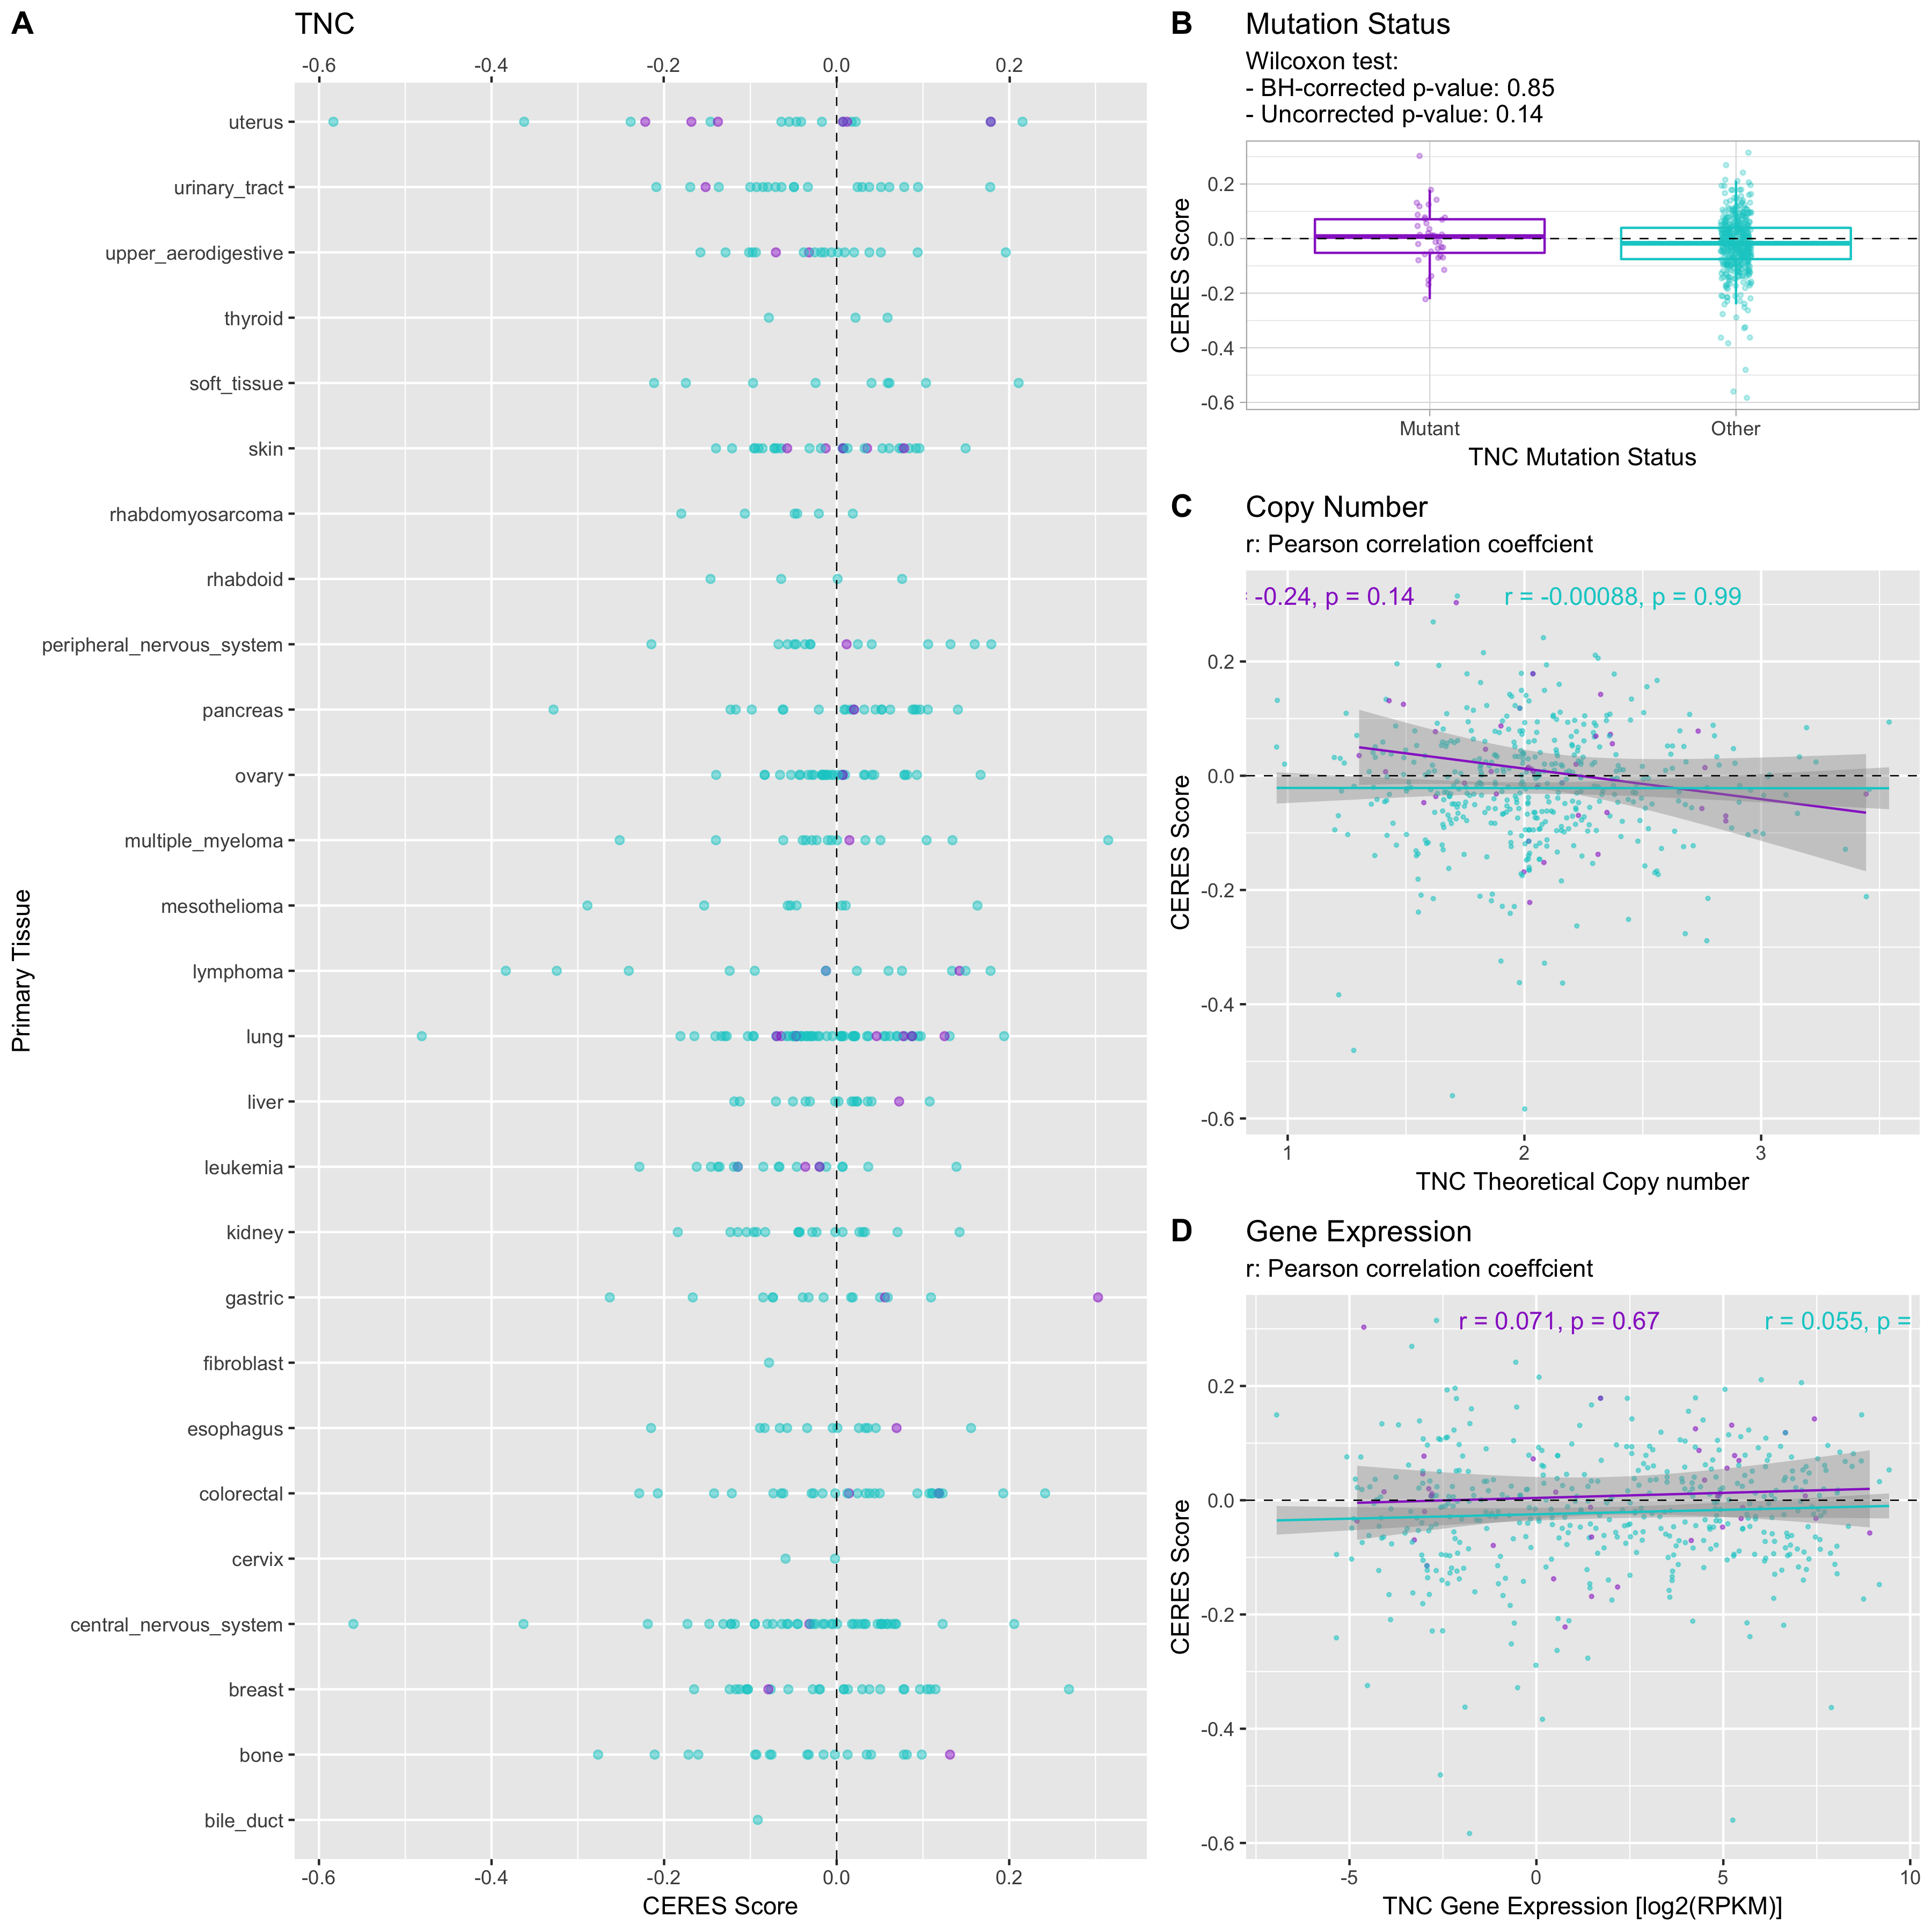 A
TNC
-0.6 -0.4 -0.2 0.0 0.2
uterus
urinary_tract
upper_aerodigestive
thyroid
soft_tissue
skin
rhabdomyosarcoma
rhabdoid
peripheral_nervous_system
pancreas
ovary
multiple_myeloma
mesothelioma
lymphoma
lung
liver
leukemia
kidney
gastric
fibroblast
esophagus
colorectal
cervix
central_nervous_system
breast
bone
bile_duct
Primary Tissue
-0.6 -0.4 -0.2 0.0 0.2
CERES Score
B
Mutation Status
Wilcoxon test:
- BH-corrected p-value: 0.85
- Uncorrected p-value: 0.14
0.2
0.0
-0.2
-0.4
-0.6
CERES Score
Mutant Other
TNC Mutation Status
C
Copy Number
r: Pearson correlation coeffcient
-0.24, p = 0.14 r = -0.00088, p = 0.99
0.2
0.0
-0.2
-0.4
-0.6
CERES Score
1 2 3
TNC Theoretical Copy number
D
Gene Expression
r: Pearson correlation coeffcient
r = 0.071, p = 0.67 r = 0.055, p =
0.2
0.0
-0.2
-0.4
-0.6
CERES Score
-5 0 5 10
TNC Gene Expression [log2(RPKM)]